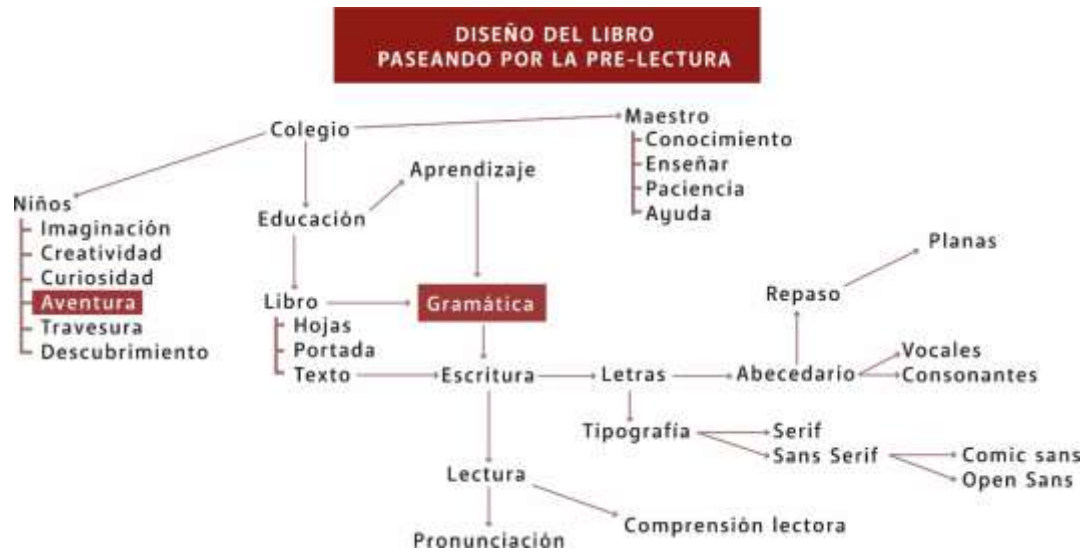 DISEÑO DEL LIBRO
PASEANDO POR LA PRE-LECTURA
Colegio
Maestro
Conocimiento
Enseñar
Paciencia
Ayuda
Aprendizaje
Niños
Imaginación
Creatividad
Curiosidad
Aventura
Travesura
Descubrimiento
Educación
Libro
Hojas
Portada
Texto
Gramática
Escritura
Letras
Abecedario
Repaso
Planas
Vocales
Consonantes
Tipografía
Serif
Sans Serif
Comic sans
Open Sans
Lectura
Comprensión lectora
Pronunciación